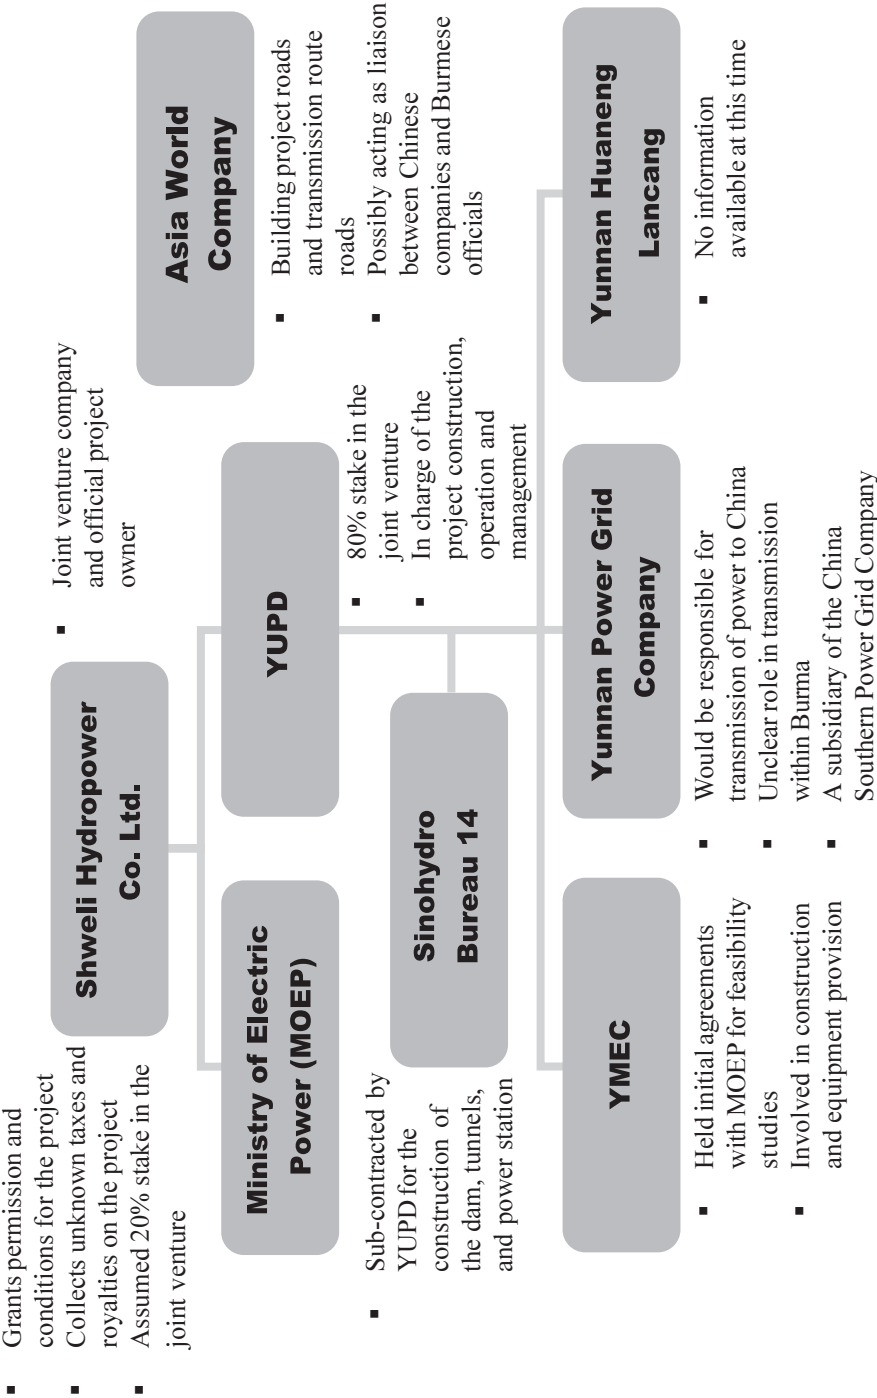 Shweli Hydropower
Co. Ltd.
▪ Joint venture company
and official project
owner
▪ Grants permission and
conditions for the project
▪ Collects unknown taxes and
royalties on the project
▪ Assumed 20% stake in the
joint venture
Ministry of Electric
Power (MOEP)
YUPD
▪ 80% stake in the
joint venture
▪ In charge of the
project construction,
operation and
management
Asia World
Company
▪ Building project roads
and transmission route
roads
▪ Possibly acting as liaison
between Chinese
companies and Burmese
officials
▪ Sub-contracted by
YUPD for the
construction of
the dam, tunnels,
and power station
Sinohydro
Bureau 14
YMEC
▪ Held initial agreements
with MOEP for feasibility
studies
▪ Involved in construction
and equipment provision
Yunnan Power Grid
Company
▪ Would be responsible for
transmission of power to China
▪ Unclear role in transmission
within Burma
▪ A subsidiary of the China
Southern Power Grid Company
Yunnan Huaneng
Lancang
▪ No information
available at this time